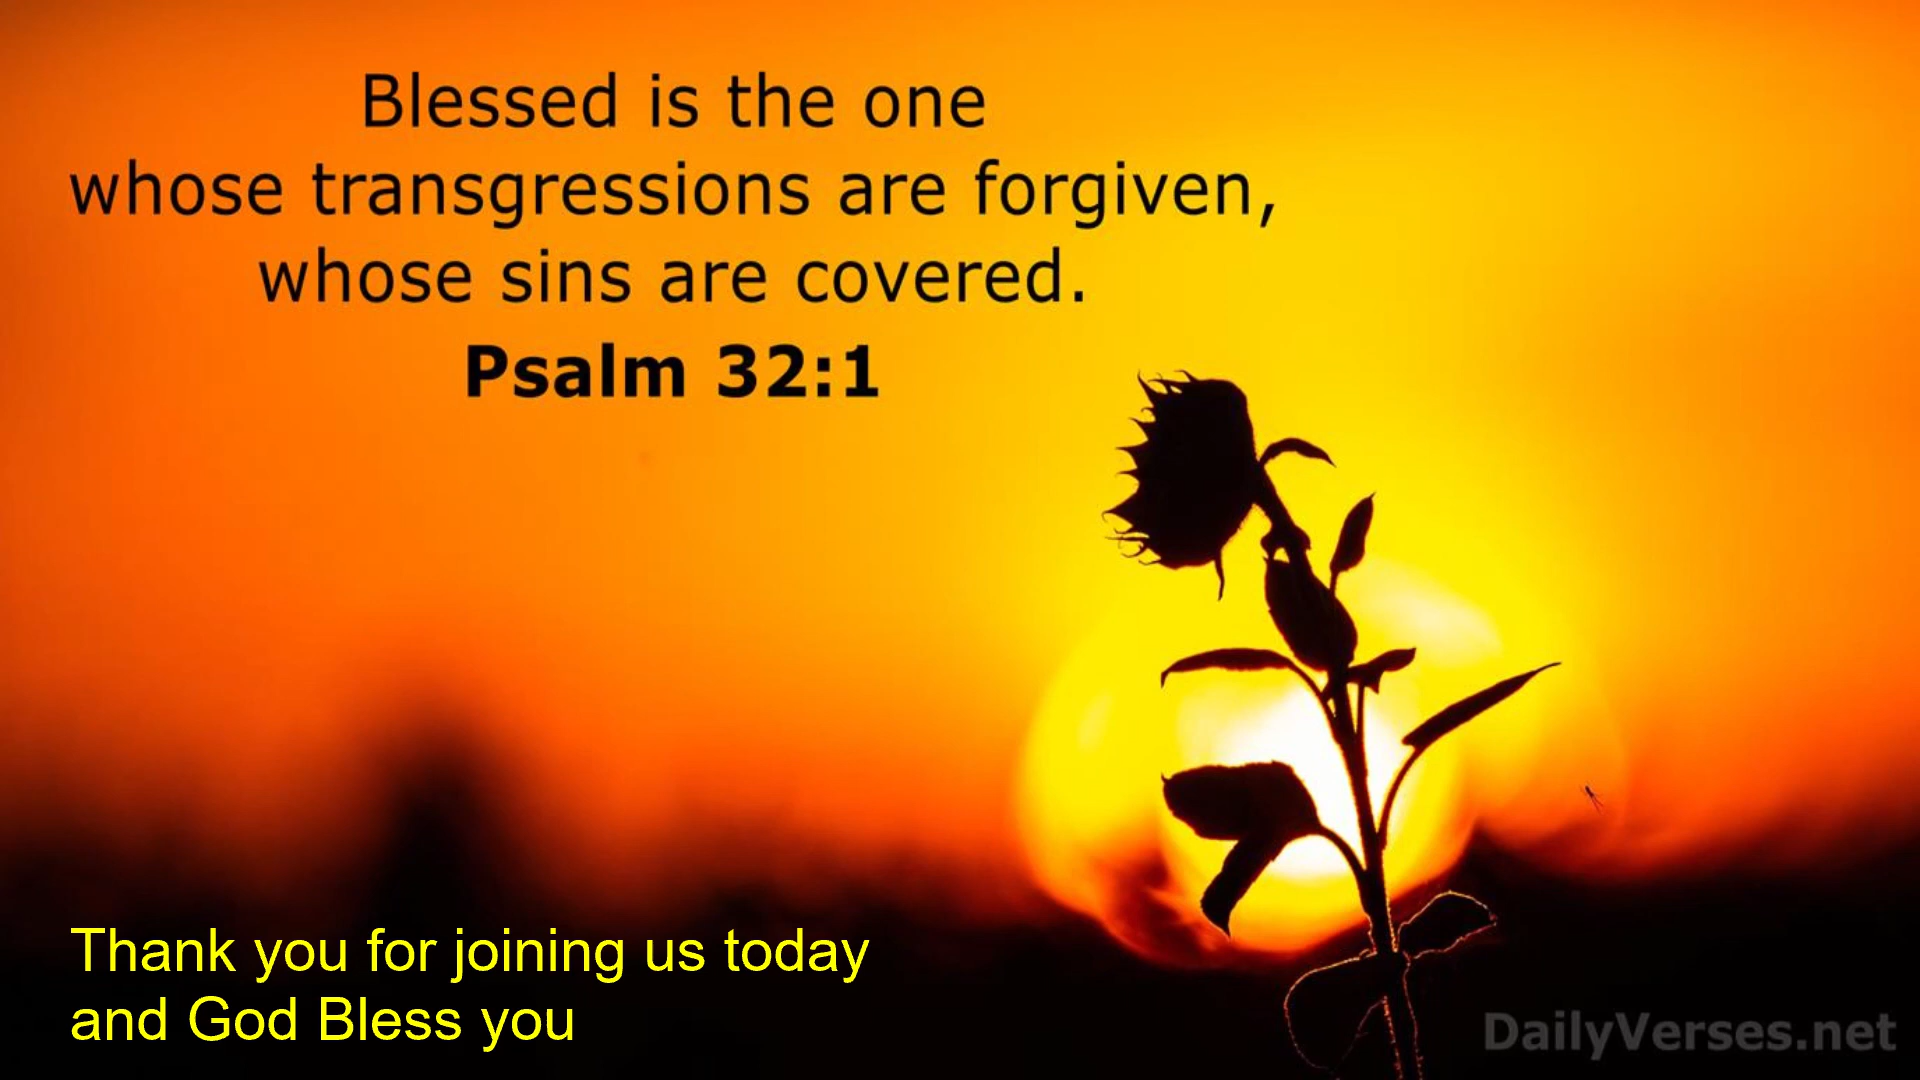 Blessed is the one
whose transgressions are forgiven,
whose sins are covered.
Psalm 32:1
Thank you for joining us today
and God Bless you
DailyVerses.net